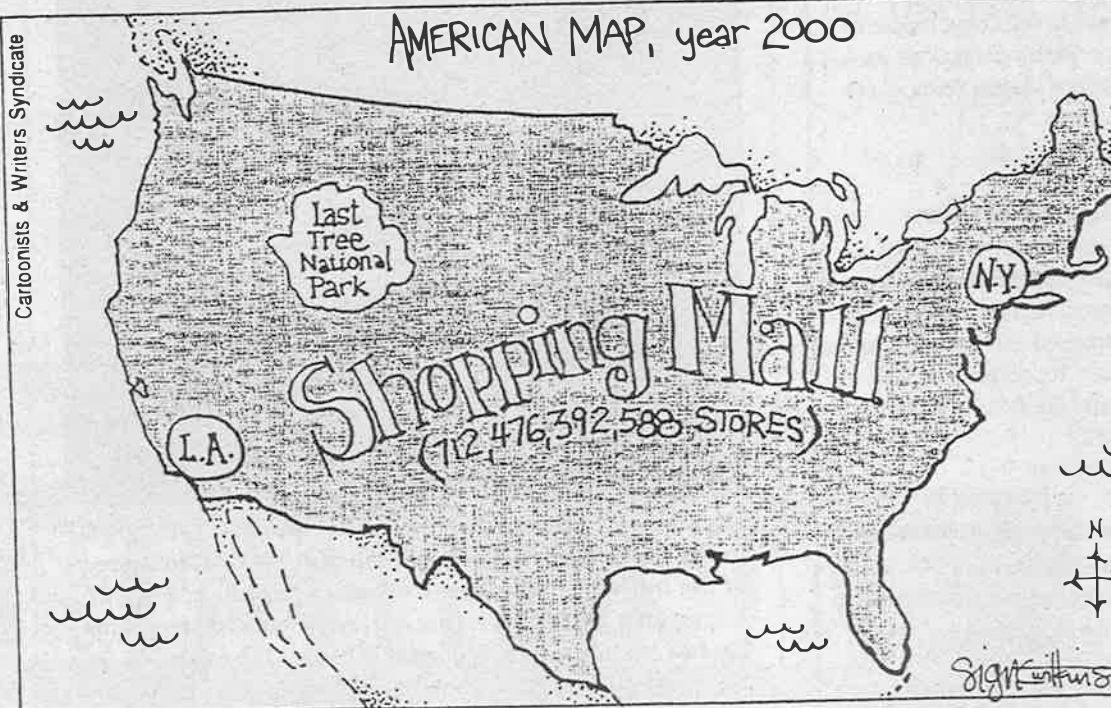 Cartoonists & Writers Syndicate
AMERICAN MAP, year 2000
Last
Tree
National
Park
N.Y.
Shopping Mall
(712,476,392,588 STORES)
L.A.
N